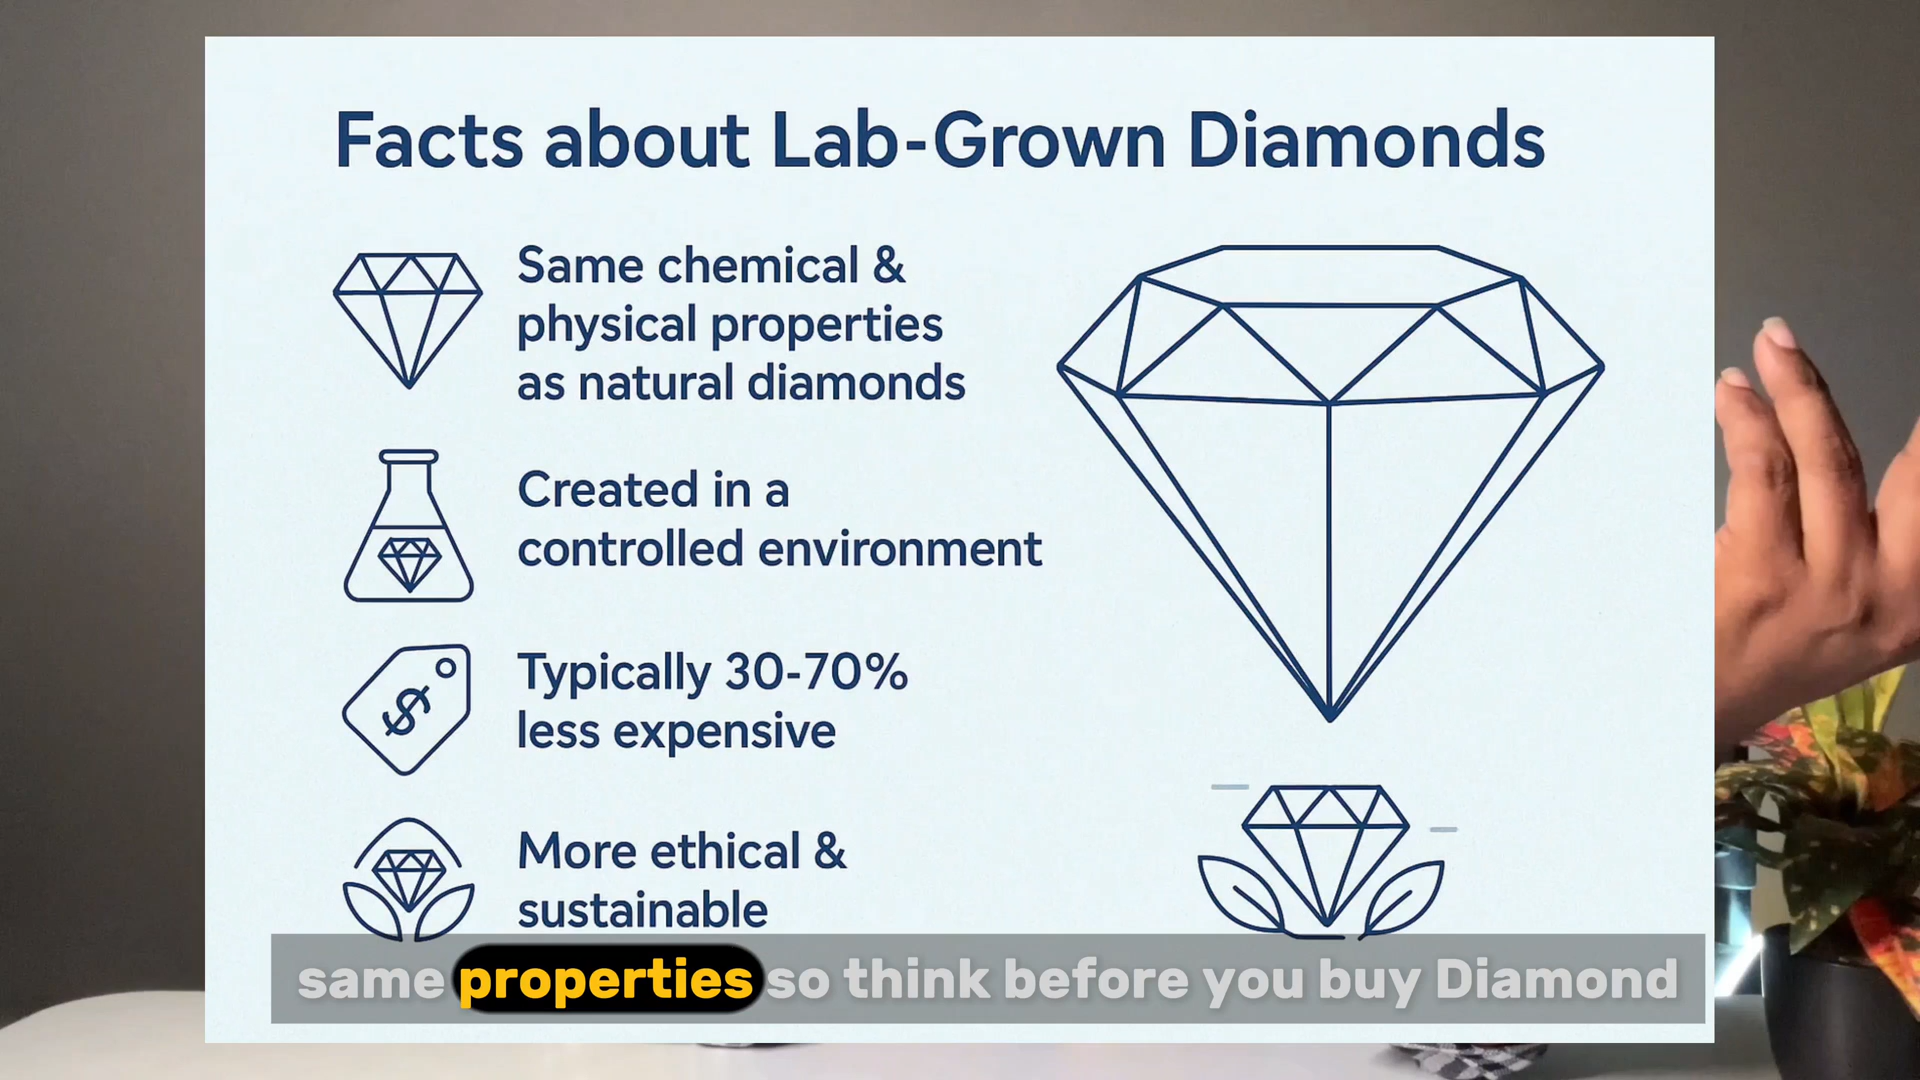 Facts about Lab-Grown Diamonds
Same chemical &
physical properties
as natural diamonds
Created in a
controlled environment
Typically 30-70%
less expensive
More ethical &
sustainable
same properties so think before you buy Diamond